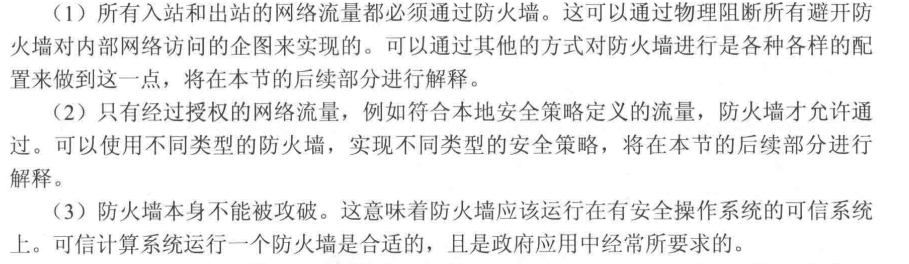 （1）所有入站和出站的网络流量都必须通过防火墙。这可以通过物理阻断所有避开防
火墙对内部网络访问的企图来实现的。可以通过其他的方式对防火墙进行是各种各样的配
置来做到这一点，将在本节的后续部分进行解释。
（2）只有经过授权的网络流量，例如符合本地安全策略定义的流量，防火墙才允许通
过。可以使用不同类型的防火墙，实现不同类型的安全策略，将在本节的后续部分进行
解释。
（3）防火墙本身不能被攻破。这意味着防火墙应该运行在有安全操作系统的可信系统
上。可信计算系统运行一个防火墙是合适的，且是政府应用中经常所要求的。